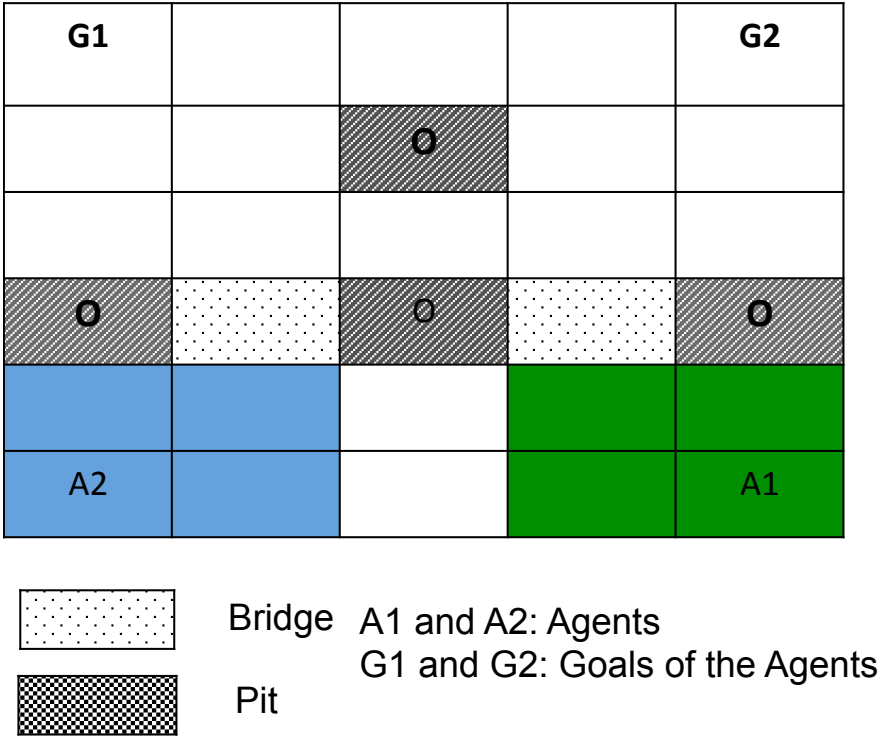 G1 G2
O
O O O
A2 A1
Bridge
A1 and A2: Agents
G1 and G2: Goals of the Agents
Pit